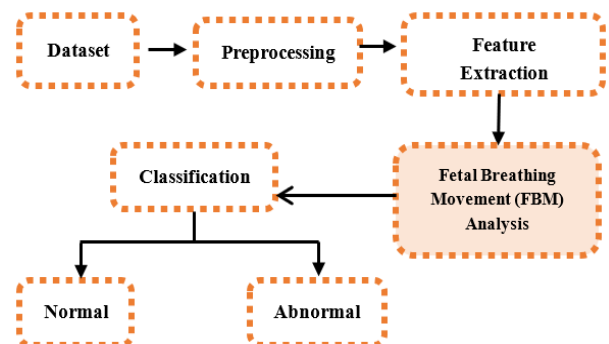 Dataset
Preprocessing
Feature
Extraction
Fetal Breathing
Movement (FBM)
Analysis
Classification
Normal
Abnormal